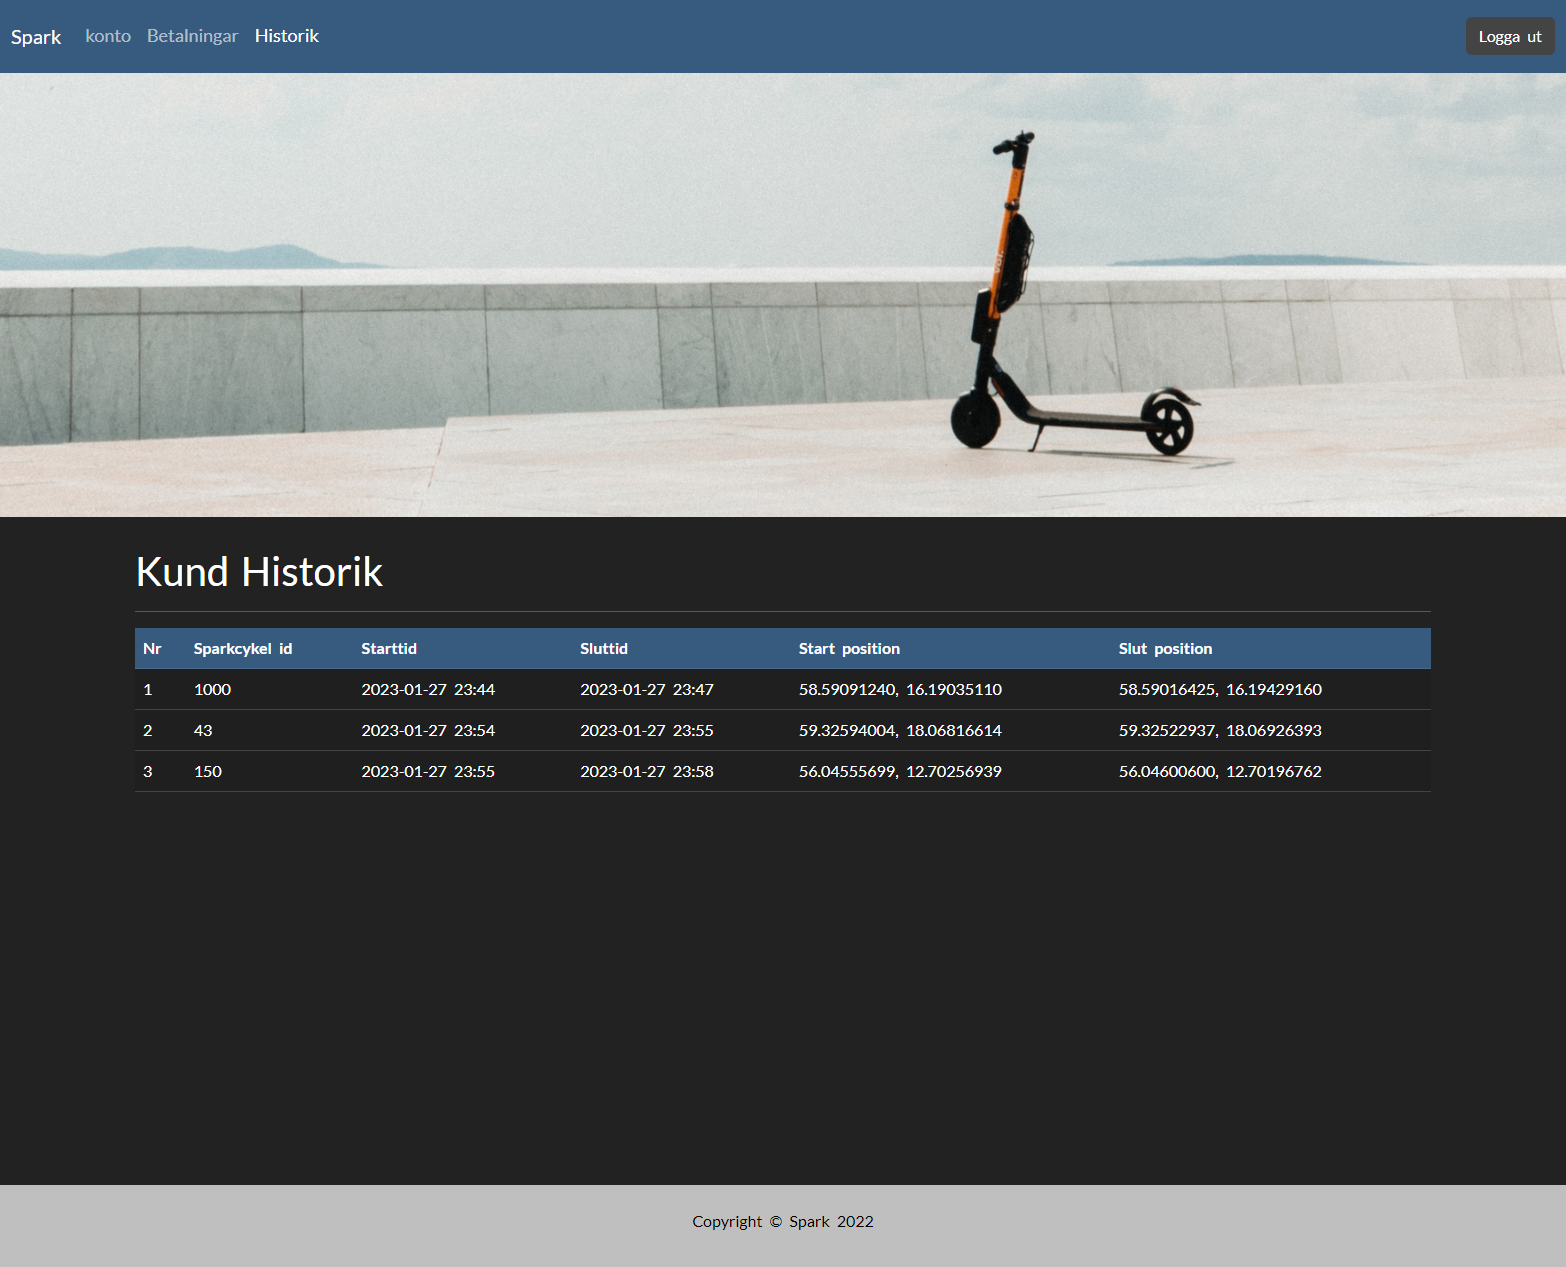 Spark konto Betalningar Historik Logga ut
VOI
Kund Historik
Nr Sparkcykel id Starttid Sluttid Start position Slut position
1 1000 2023-01-27 23:44 2023-01-27 23:47 58.59091240, 16.19035110 58.59016425, 16.19429160
2 43 2023-01-27 23:54 2023-01-27 23:55 59.32594004, 18.06816614 59.32522937, 18.06926393
3 150 2023-01-27 23:55 2023-01-27 23:58 56.04555699, 12.70256939 56.04600600, 12.70196762
Copyright © Spark 2022